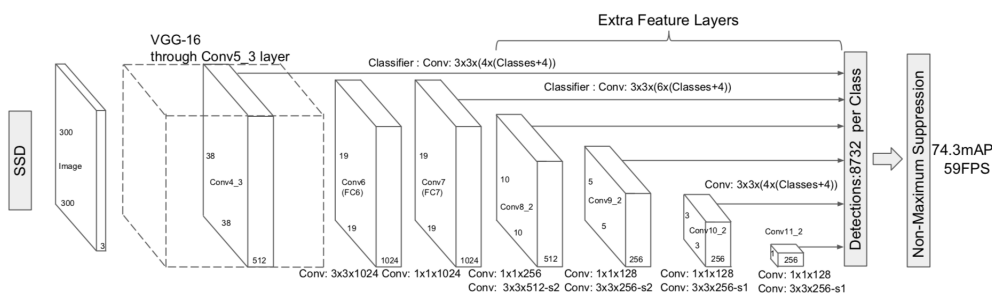 Extra Feature Layers
VGG-16
through Conv5_3 layer
Classifier : Conv: 3x3x(4x(Classes+4))
Classifier : Conv: 3x3x(6x(Classes+4))
SSD
300
Image
300
3
38
Conv4_3
38
512
19
Conv6
(FC6)
19
1024
19
Conv7
(FC7)
19
1024
10
Conv8_2
10
512
5
Conv9_2
5
256
Conv: 3x3x(4x(Classes+4))
3
Conv10_2
3
256
Conv11_2
1
256
Detections:8732 per Class
Non-Maximum Suppression
74.3mAP
59FPS
Conv: 3x3x1024
Conv: 1x1x1024
Conv: 1x1x256
Conv: 3x3x512-s2
Conv: 1x1x128
Conv: 3x3x256-s2
Conv: 1x1x128
Conv: 3x3x256-s1
Conv: 1x1x128
Conv: 3x3x256-s1